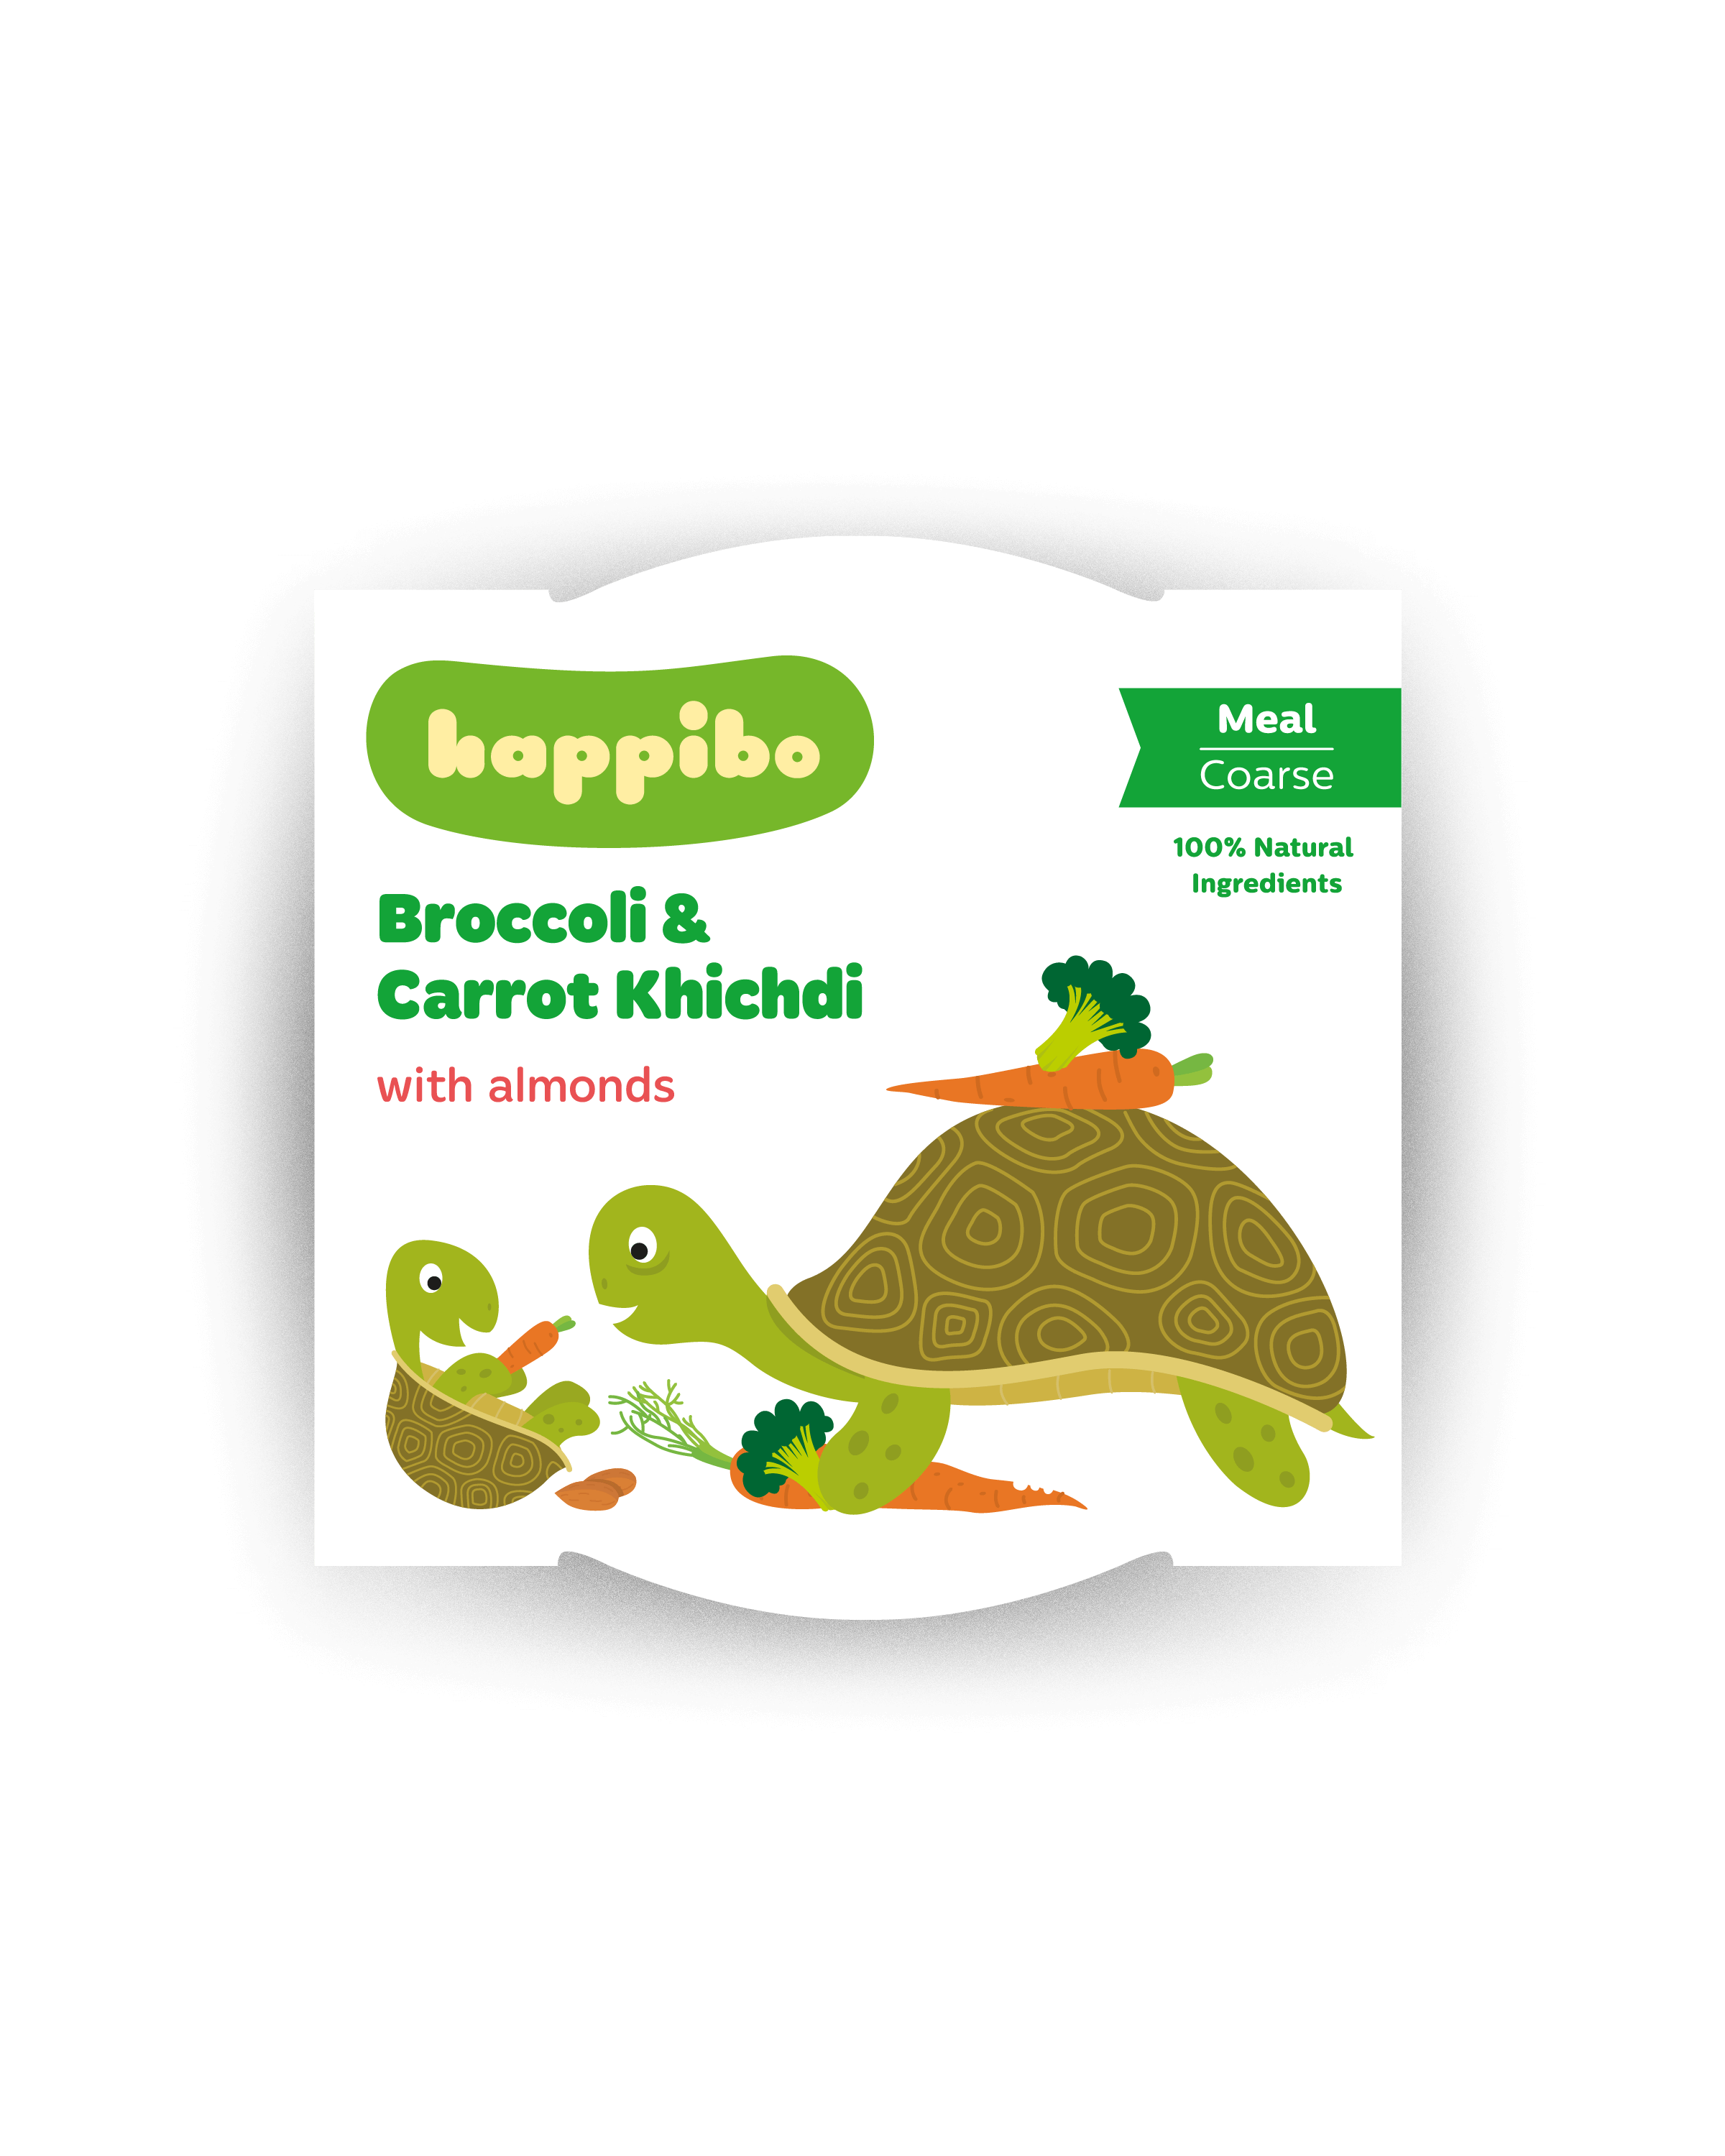 happibo
Meal
Coarse
100% Natural
Ingredients
Broccoli &
Carrot Khichdi
with almonds